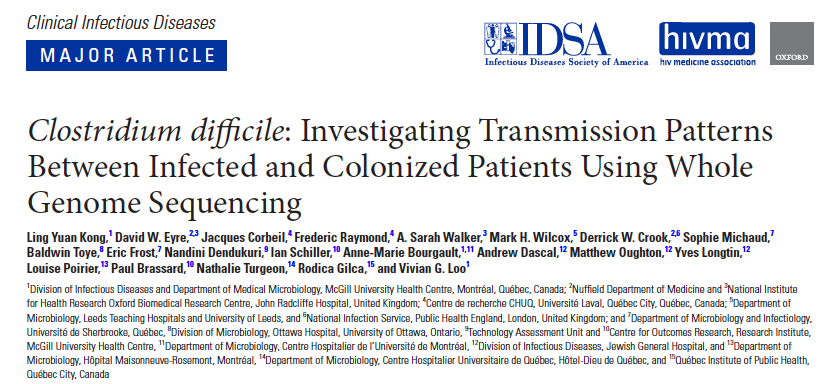 Clinical Infectious Diseases
MAJOR ARTICLE
IDSA
Infectious Diseases Society of America
hivma
hiv medicine association
OXFORD
Clostridium difficile: Investigating Transmission Patterns
Between Infected and Colonized Patients Using Whole
Genome Sequencing
Ling Yuan Kong,1 David W. Eyre,2,3 Jacques Corbeil,4 Frederic Raymond,4 A. Sarah Walker,3 Mark H. Wilcox,5 Derrick W. Crook,2,6 Sophie Michaud,7
Baldwin Toye,8 Eric Frost,7 Nandini Dendukuri,9 Ian Schiller,10 Anne-Marie Bourgault,1,11 Andrew Dascal,12 Matthew Oughton,12 Yves Longtin,12
Louise Poirier,13 Paul Brassard,10 Nathalie Turgeon,14 Rodica Gilca,15 and Vivian G. Loo1
1Division of Infectious Diseases and Department of Medical Microbiology, McGill University Health Centre, Montréal, Québec, Canada; 2Nuffield Department of Medicine and 3National Institute
for Health Research Oxford Biomedical Research Centre, John Radcliffe Hospital, United Kingdom; 4Centre de recherche CHUQ, Université Laval, Québec City, Québec, Canada; 5Department of
Microbiology, Leeds Teaching Hospitals and University of Leeds, and 6National Infection Service, Public Health England, London, United Kingdom; and 7Department of Microbiology and Infectiology,
Université de Sherbrooke, Québec, 8Division of Microbiology, Ottawa Hospital, University of Ottawa, Ontario, 9Technology Assessment Unit and 10Centre for Outcomes Research, Research Institute,
McGill University Health Centre, 11Department of Microbiology, Centre Hospitalier de l'Université de Montréal, 12Division of Infectious Diseases, Jewish General Hospital, and 13Department of
Microbiology, Hôpital Maisonneuve-Rosemont, Montréal, 14Department of Microbiology, Centre Hospitalier Universitaire de Québec, Hôtel-Dieu de Québec, and 15Québec Institute of Public Health,
Québec City, Canada